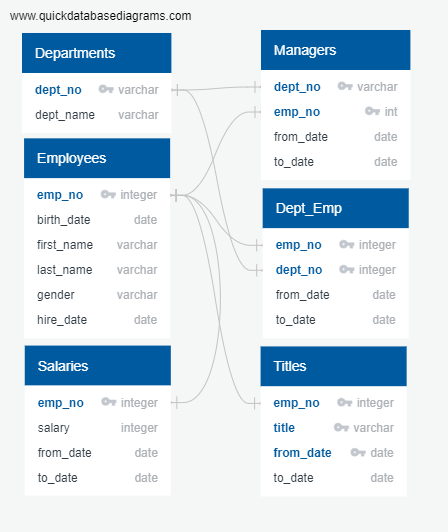 www.quickdatabasediagrams.com
Departments
dept_no varchar
dept_name varchar
Employees
emp_no integer
birth_date date
first_name varchar
last_name varchar
gender varchar
hire_date date
Salaries
emp_no integer
salary integer
from_date date
to_date date
Managers
dept_no varchar
emp_no int
from_date date
to_date date
Dept_Emp
emp_no integer
dept_no integer
from_date date
to_date date
Titles
emp_no integer
title varchar
from_date date
to_date date